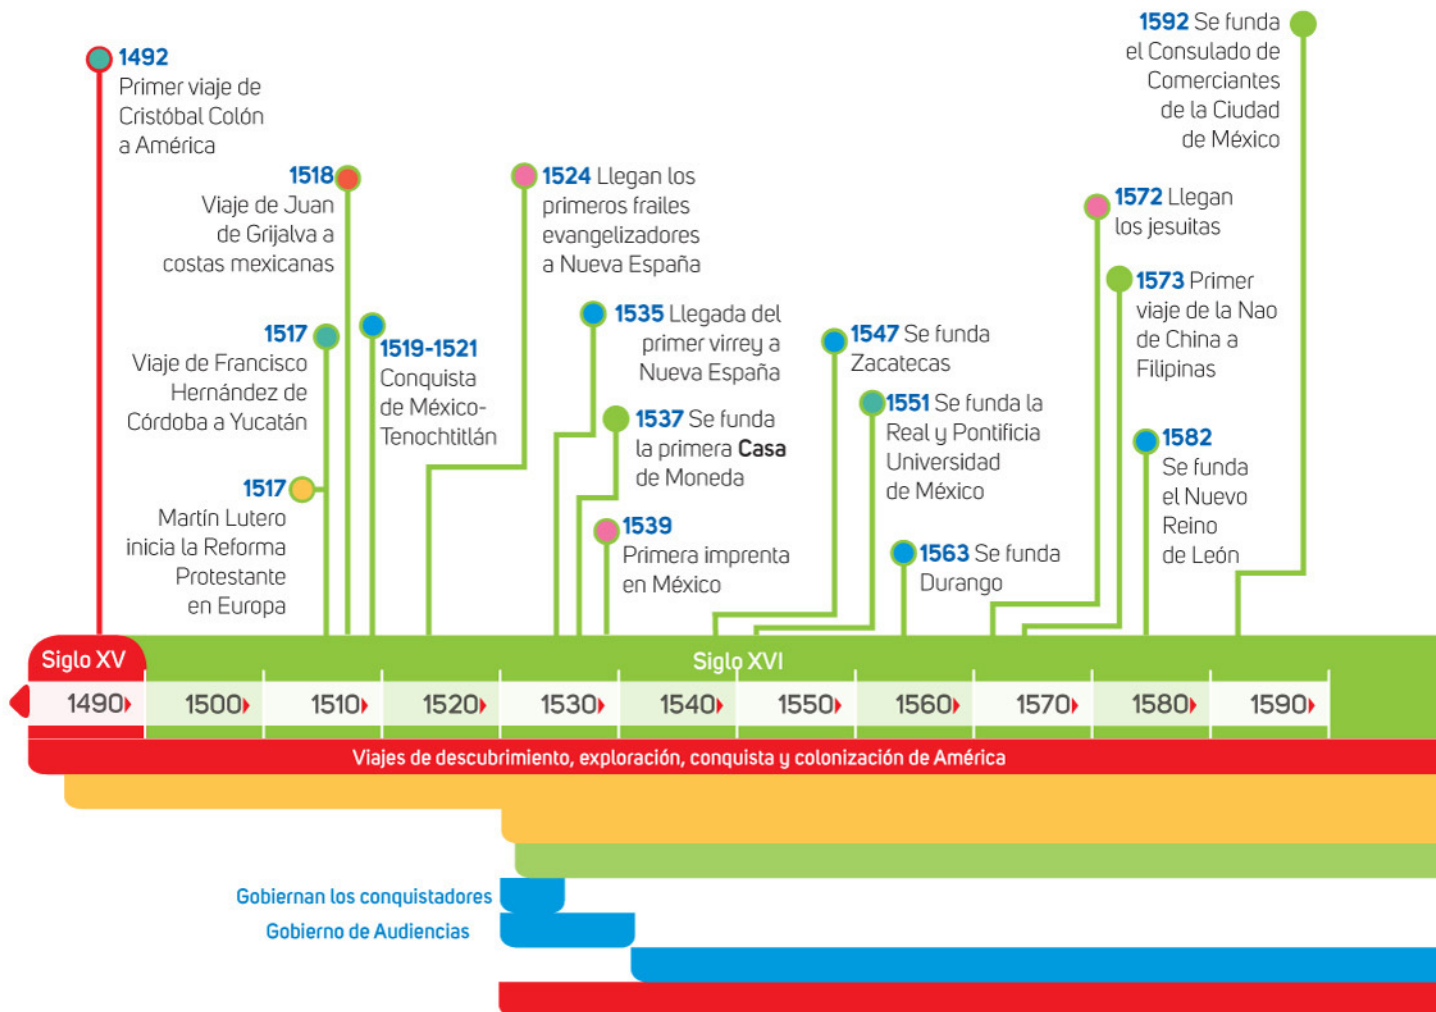 1492
Primer viaje de
Cristóbal Colón
a América
1518
Viaje de Juan
de Grijalva a
costas mexicanas
1517
Viaje de Francisco
Hernández de
Córdoba a Yucatán
1517
Martín Lutero
inicia la Reforma
Protestante
en Europa
1519-1521
Conquista
de México-
Tenochtitlán
1524 Llegan los
primeros frailes
evangelizadores
a Nueva España
1535 Llegada del
primer virrey a
Nueva España
1537 Se funda
la primera Casa
de Moneda
1539
Primera imprenta
en México
1547 Se funda
Zacatecas
1551 Se funda la
Real y Pontificia
Universidad
de México
1563 Se funda
Durango
1572 Llegan
los jesuitas
1573 Primer
viaje de la Nao
de China a
Filipinas
1582
Se funda
el Nuevo
Reino
de León
1592 Se funda
el Consulado de
Comerciantes
de la Ciudad
de México
Siglo XV
Siglo XVI
1490
1500
1510
1520
1530
1540
1550
1560
1570
1580
1590
Viajes de descubrimiento, exploración, conquista y colonización de América
Gobiernan los conquistadores
Gobierno de Audiencias